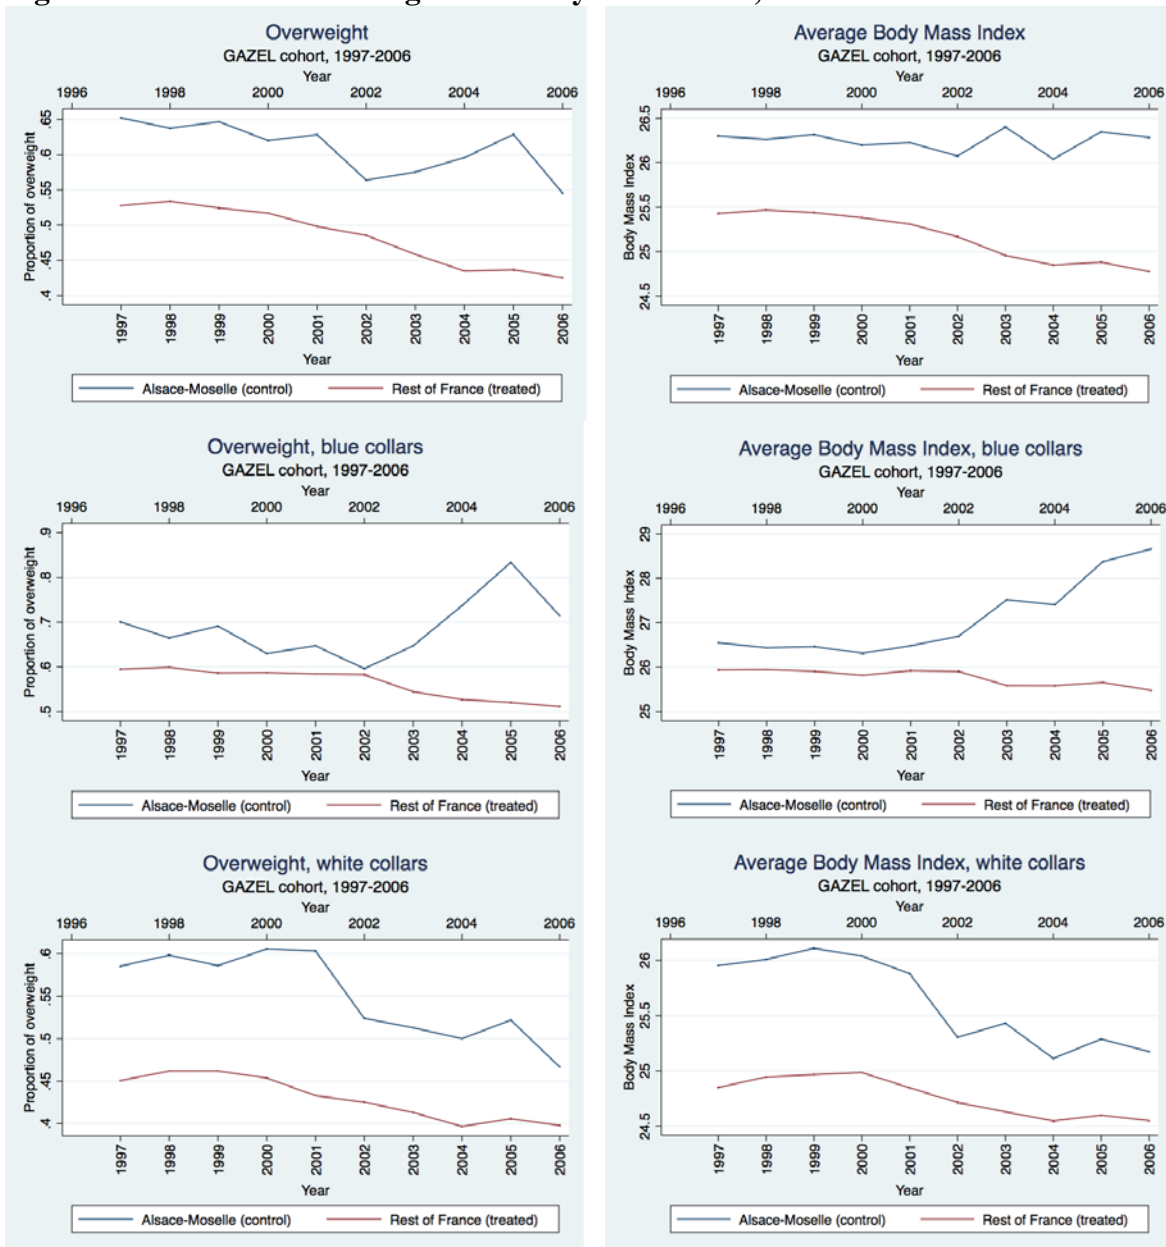 Overweight
GAZEL cohort, 1997-2006
Year
1996 1998 2000 2002 2004 2006
Proportion of overweight
.65
.6
.55
.5
.45
.4
1997 1998 1999 2000 2001 2002 2003 2004 2005 2006
Year
Alsace-Moselle (control) Rest of France (treated)
Average Body Mass Index
GAZEL cohort, 1997-2006
Year
1996 1998 2000 2002 2004 2006
Body Mass Index
26.5
26
25.5
25
24.5
1997 1998 1999 2000 2001 2002 2003 2004 2005 2006
Year
Alsace-Moselle (control) Rest of France (treated)
Overweight, blue collars
GAZEL cohort, 1997-2006
Year
1996 1998 2000 2002 2004 2006
Proportion of overweight
.9
.8
.7
.6
.5
1997 1998 1999 2000 2001 2002 2003 2004 2005 2006
Year
Alsace-Moselle (control) Rest of France (treated)
Average Body Mass Index, blue collars
GAZEL cohort, 1997-2006
Year
1996 1998 2000 2002 2004 2006
Body Mass Index
29
28
27
26
25
1997 1998 1999 2000 2001 2002 2003 2004 2005 2006
Year
Alsace-Moselle (control) Rest of France (treated)
Overweight, white collars
GAZEL cohort, 1997-2006
Year
1996 1998 2000 2002 2004 2006
Proportion of overweight
.6
.55
.5
.45
.4
1997 1998 1999 2000 2001 2002 2003 2004 2005 2006
Year
Alsace-Moselle (control) Rest of France (treated)
Average Body Mass Index, white collars
GAZEL cohort, 1997-2006
Year
1996 1998 2000 2002 2004 2006
Body Mass Index
26
25.5
25
24.5
1997 1998 1999 2000 2001 2002 2003 2004 2005 2006
Year
Alsace-Moselle (control) Rest of France (treated)